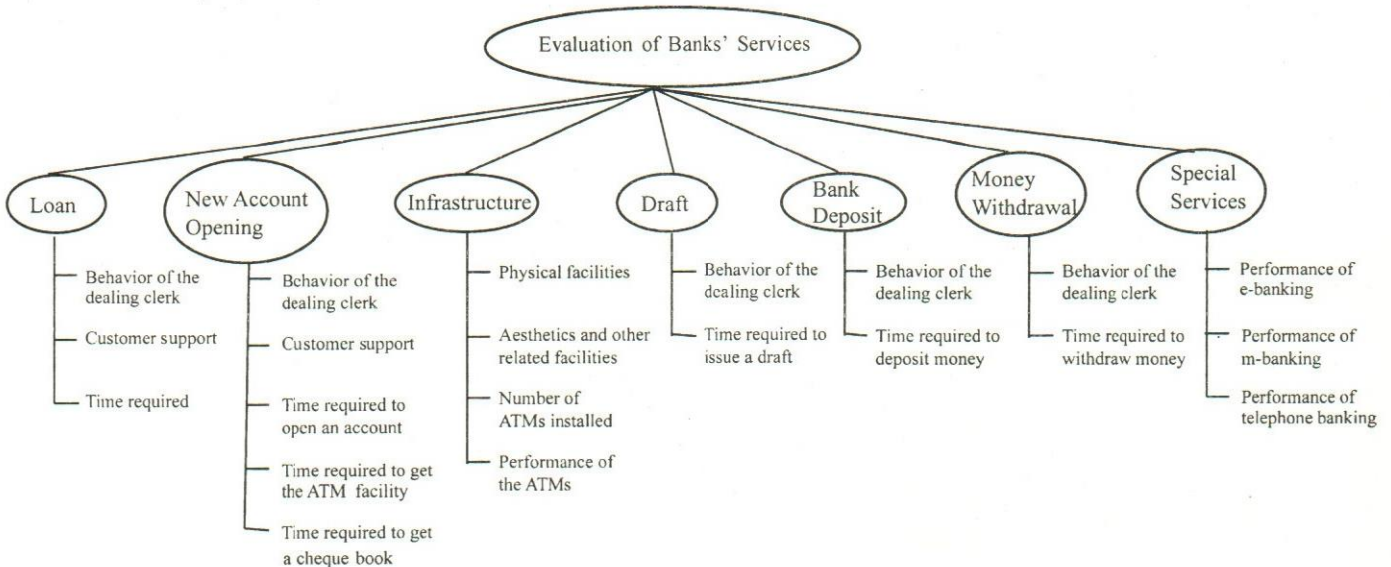 Evaluation of Banks' Services
Loan
Behavior of the
dealing clerk
Customer support
Time required
New Account
Opening
Behavior of the
dealing clerk
Customer support
Time required to
open an account
Time required to get
the ATM facility
Time required to get
a cheque book
Infrastructure
Physical facilities
Aesthetics and other
related facilities
Number of
ATMs installed
Performance of
the ATMs
Draft
Behavior of the
dealing clerk
Time required to
issue a draft
Bank
Deposit
Behavior of the
dealing clerk
Time required to
deposit money
Money
Withdrawal
Behavior of the
dealing clerk
Time required to
withdraw money
Special
Services
Performance of
e-banking
Performance of
m-banking
Performance of
telephone banking